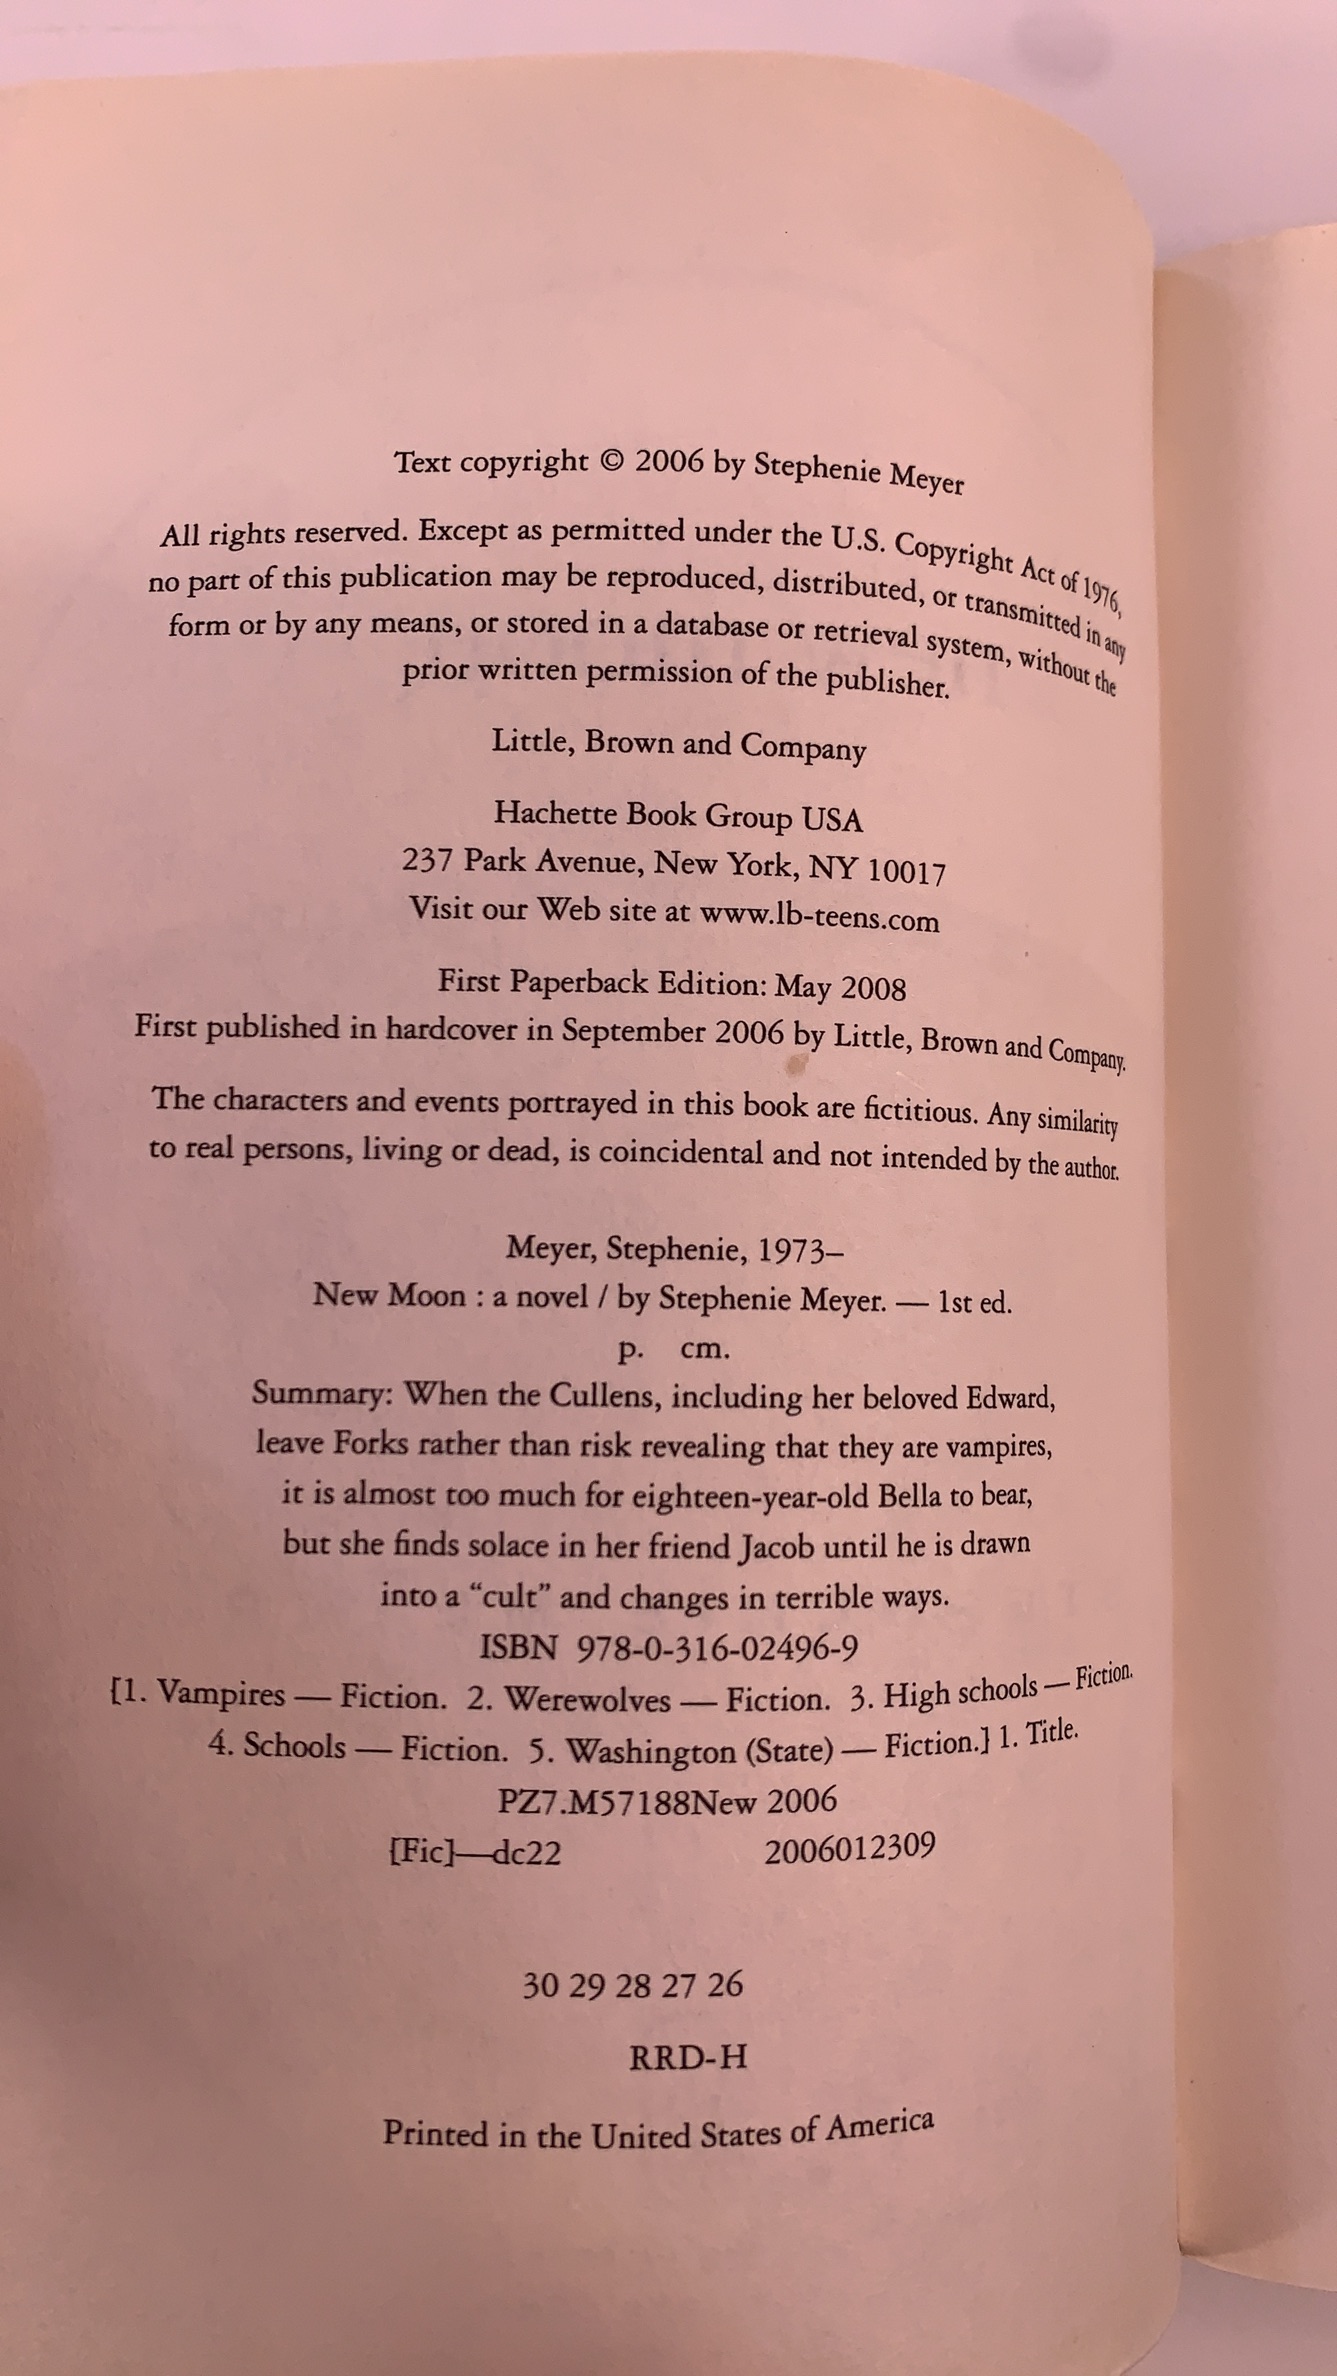 Text copyright © 2006 by Stephenie Meyer
All rights reserved. Except as permitted under the U.S. Copyright Act of 1976,
no part of this publication may be reproduced, distributed, or transmitted in any
form or by any means, or stored in a database or retrieval system, without the
prior written permission of the publisher.
Little, Brown and Company
Hachette Book Group USA
237 Park Avenue, New York, NY 10017
Visit our Web site at www.lb-teens.com
First Paperback Edition: May 2008
First published in hardcover in September 2006 by Little, Brown and Company.
The characters and events portrayed in this book are fictitious. Any similarity
to real persons, living or dead, is coincidental and not intended by the author.
Meyer, Stephenie, 1973–
New Moon : a novel / by Stephenie Meyer. — 1st ed.
p. cm.
Summary: When the Cullens, including her beloved Edward,
leave Forks rather than risk revealing that they are vampires,
it is almost too much for eighteen-year-old Bella to bear,
but she finds solace in her friend Jacob until he is drawn
into a “cult” and changes in terrible ways.
ISBN 978-0-316-02496-9
[1. Vampires — Fiction. 2. Werewolves — Fiction. 3. High schools — Fiction.
4. Schools — Fiction. 5. Washington (State) — Fiction.] 1. Title.
PZ7.M57188New 2006
[Fic]—dc22 2006012309
30 29 28 27 26
RRD-H
Printed in the United States of America